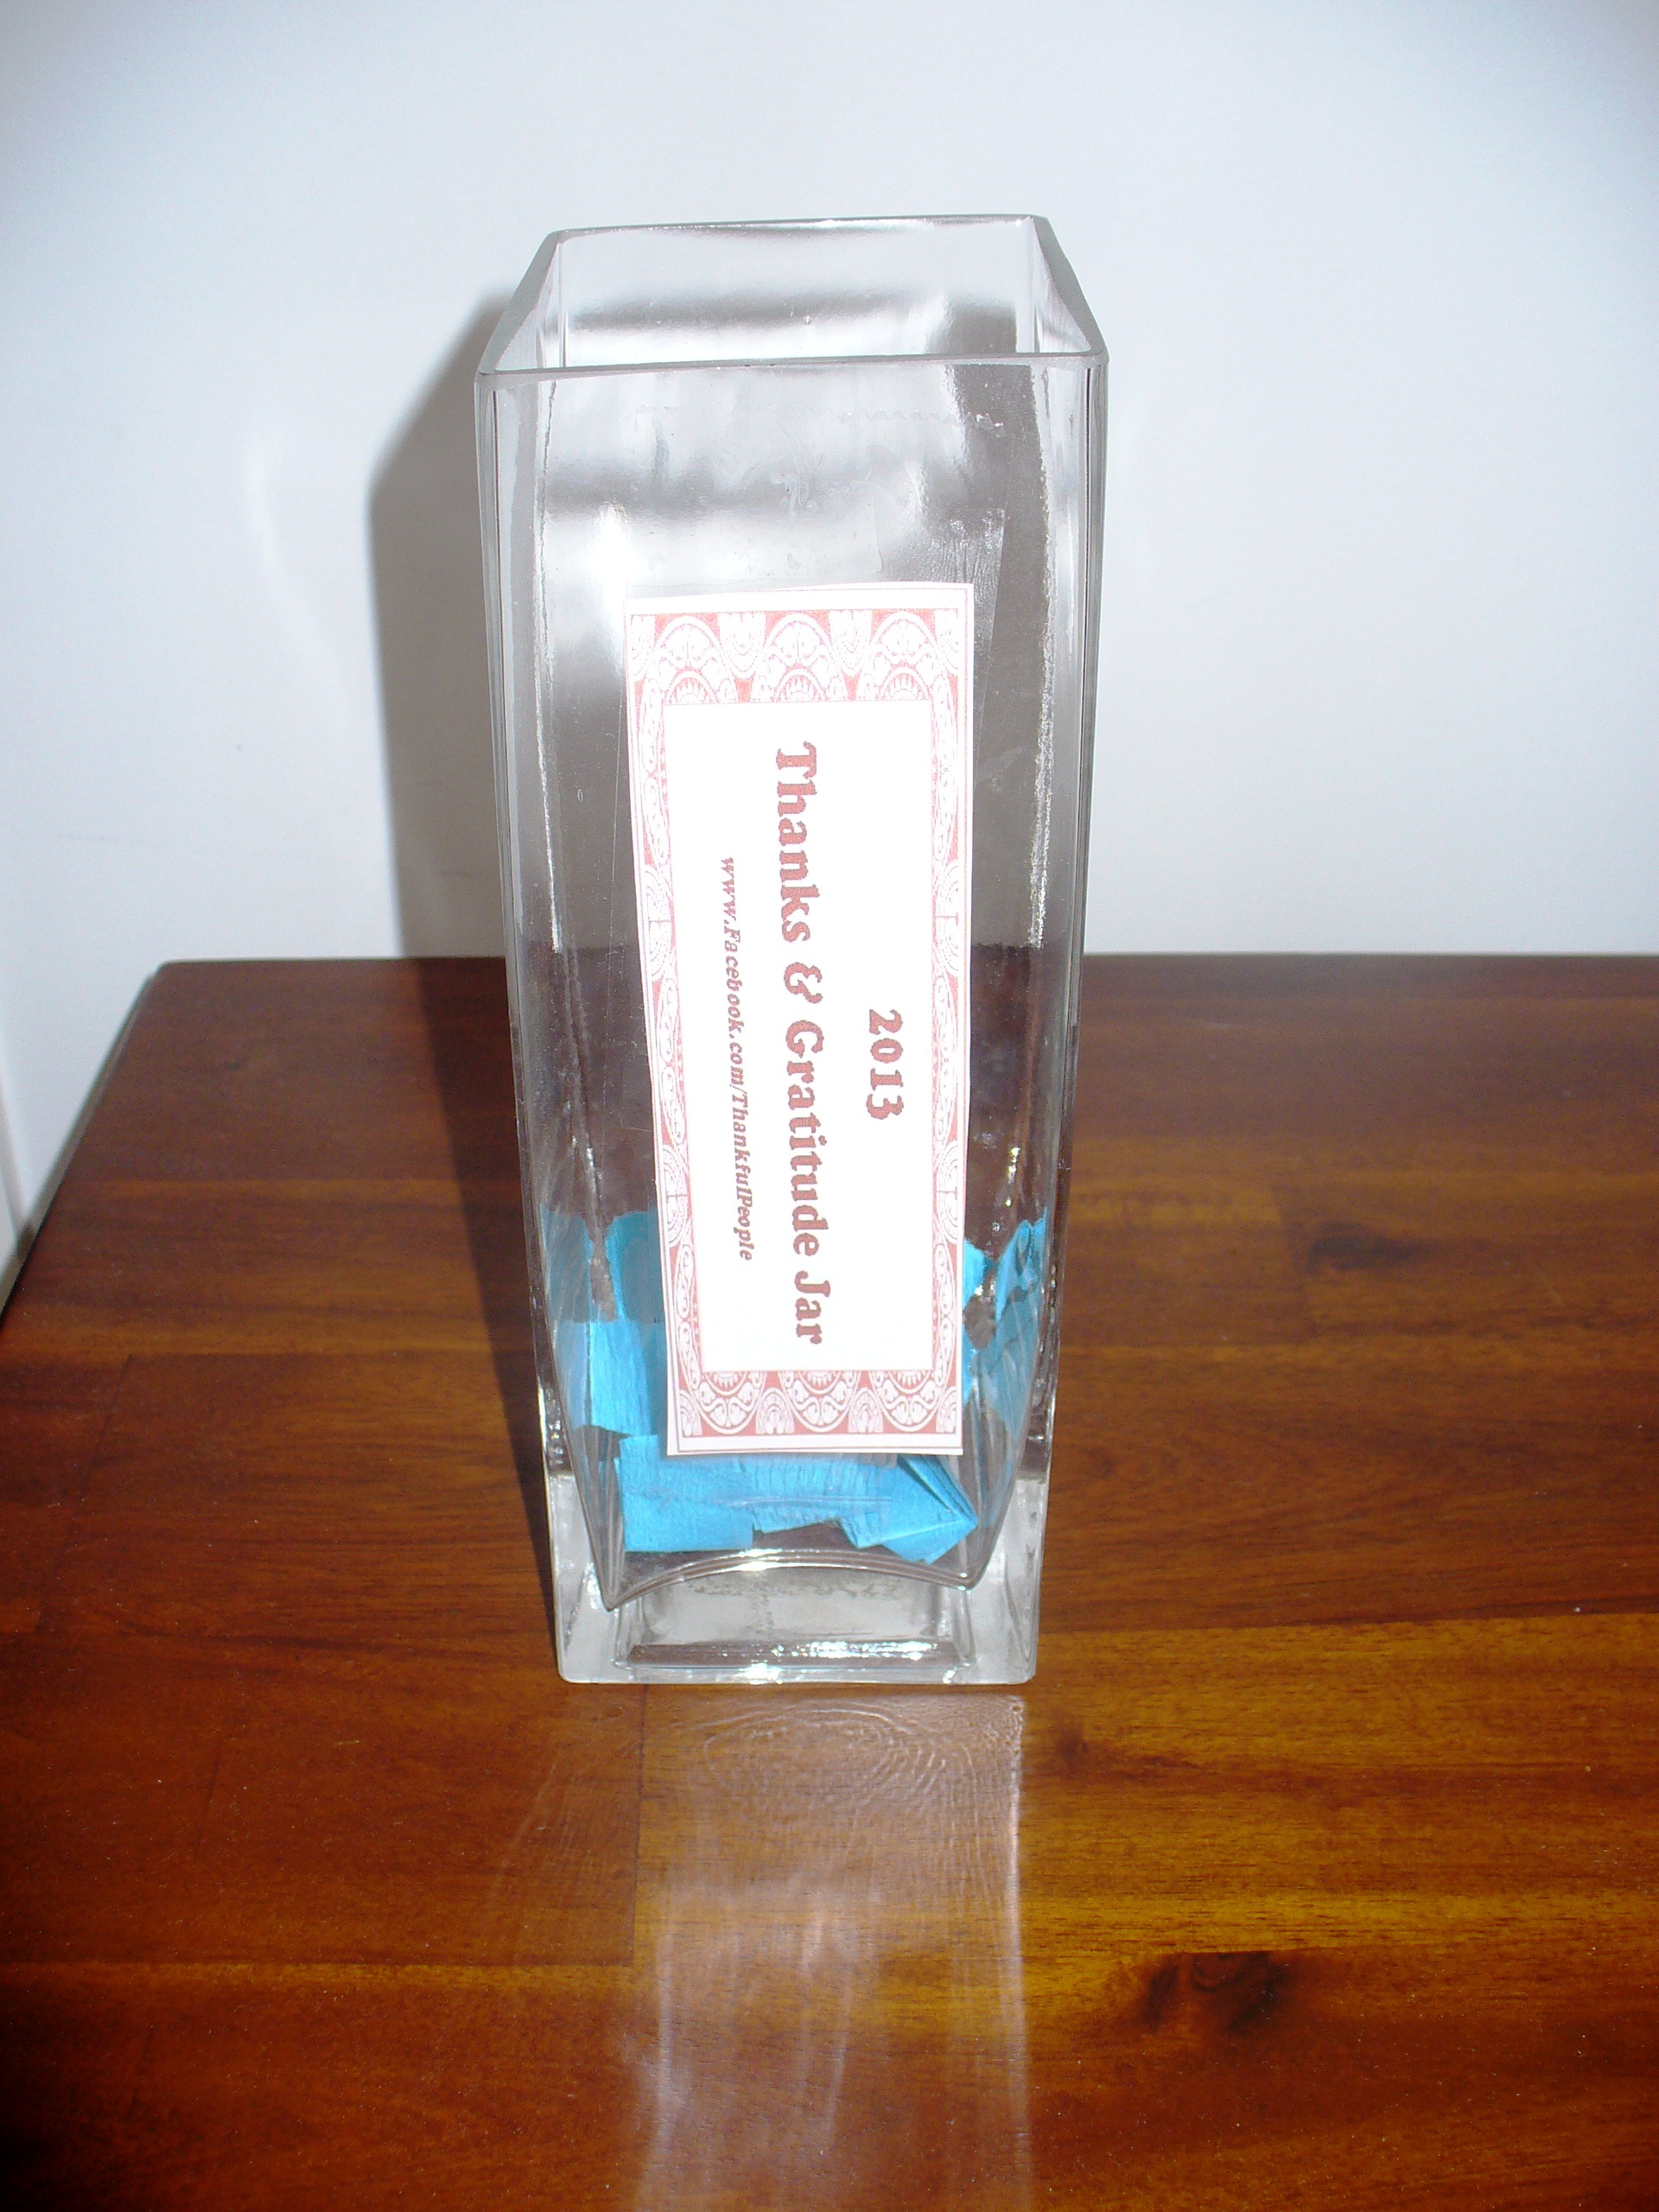 2013
Thanks & Gratitude Jar
www.Facebook.com/ThankfulPeople